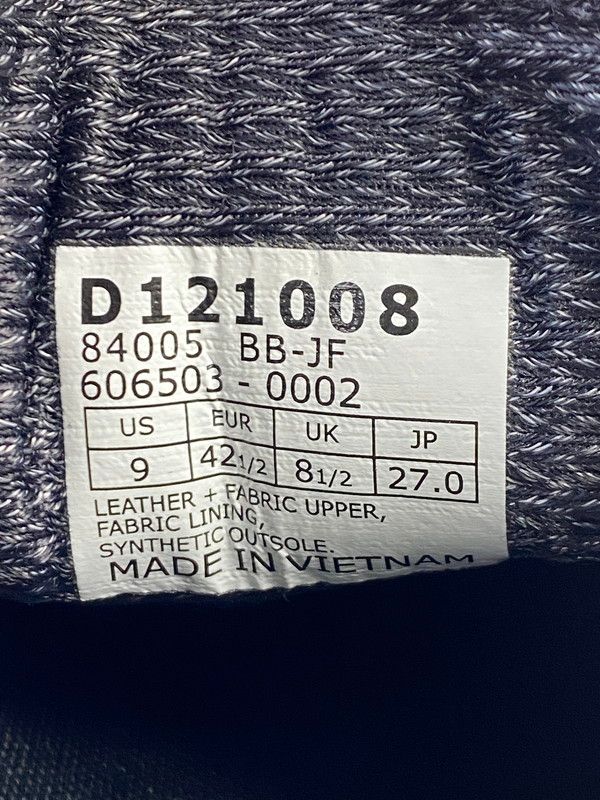 D121008
84005 BB-JF
606503 - 0002
US EUR UK JP
9 42 1/2 8 1/2 27.0
LEATHER + FABRIC UPPER,
FABRIC LINING,
SYNTHETIC OUTSOLE.
MADE IN VIETNAM